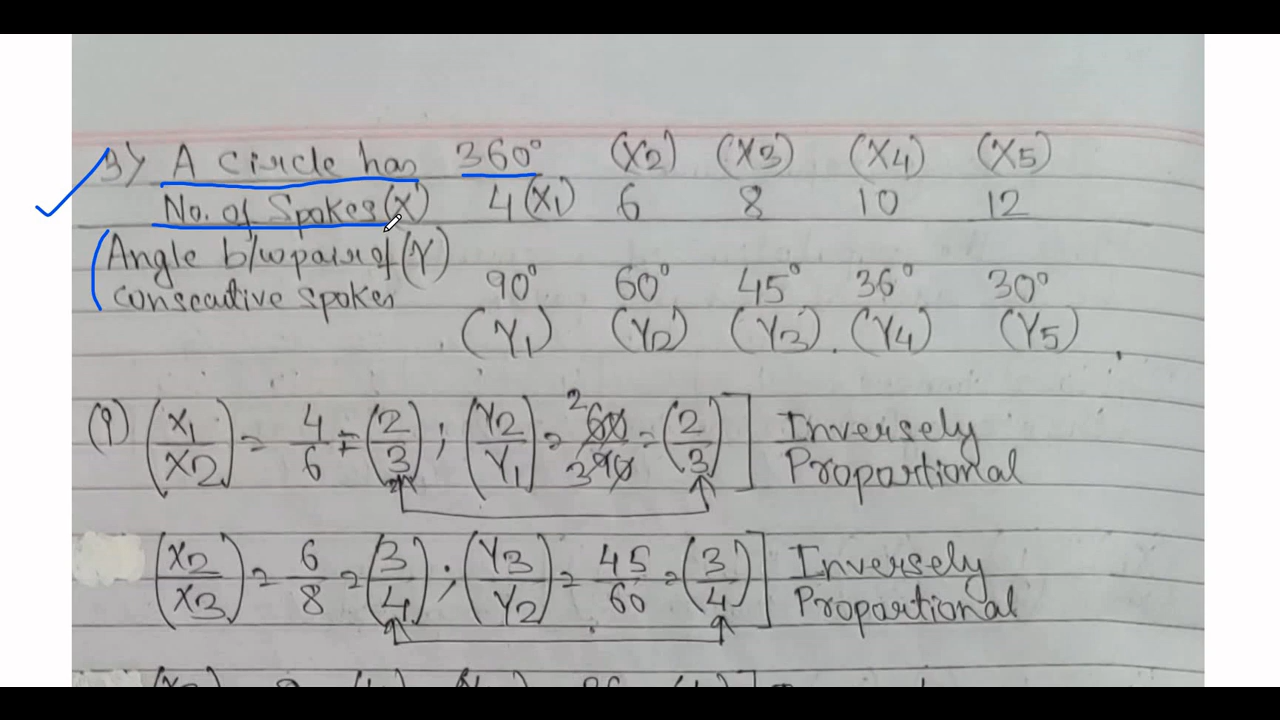 3) A circle has 360° (X2) (X3) (X4) (X5)
No. of Spokes (X) 4 (X1) 6 8 10 12
Angle b/w pair of (Y)
consecutive spokes 90° 60° 45° 36° 30°
(Y1) (Y2) (Y3) (Y4) (Y5)
(i) (X1/X2) = 4/6 = (2/3) ; (Y2/Y1) = 60/90 = (2/3) ] Inversely Proportional
(X2/X3) = 6/8 = (3/4) ; (Y3/Y2) = 45/60 = (3/4) ] Inversely Proportional